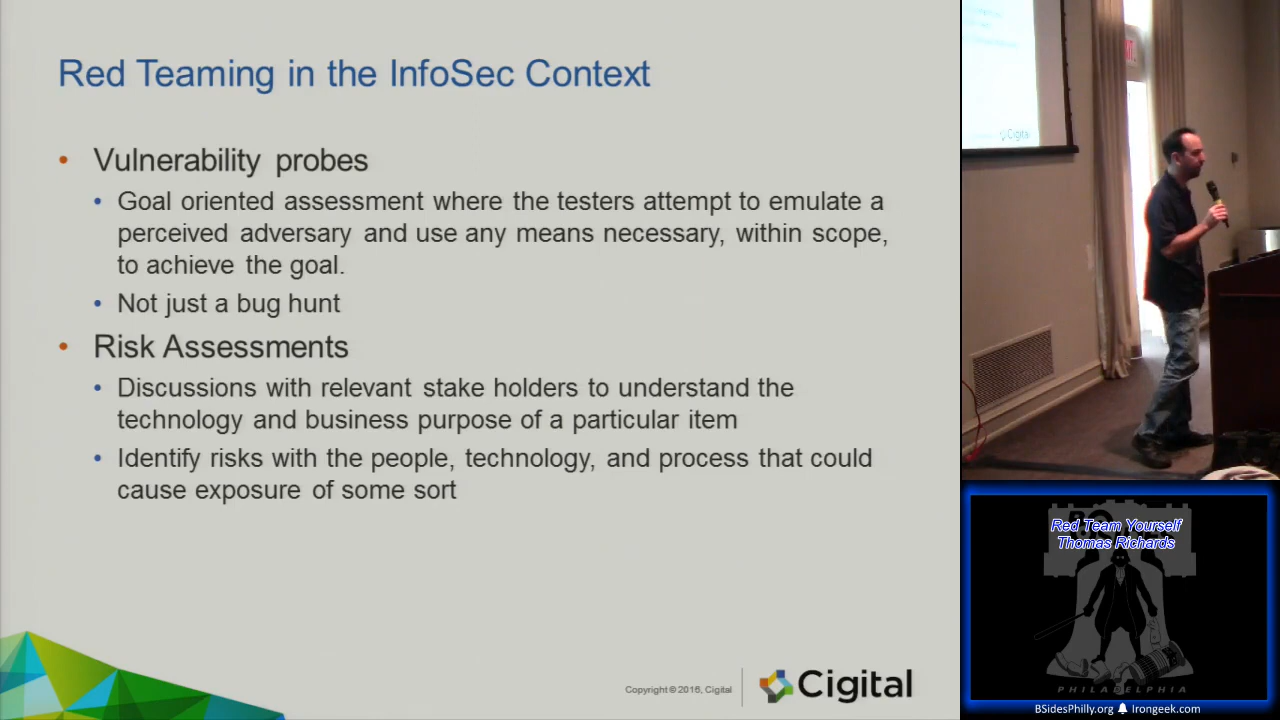 Red Teaming in the InfoSec Context
• Vulnerability probes
• Goal oriented assessment where the testers attempt to emulate a
perceived adversary and use any means necessary, within scope,
to achieve the goal.
• Not just a bug hunt
• Risk Assessments
• Discussions with relevant stake holders to understand the
technology and business purpose of a particular item
• Identify risks with the people, technology, and process that could
cause exposure of some sort
Copyright © 2016, Cigital
Cigital
Cigital
Red Team Yourself
Thomas Richards
PHILADELPHIA
BSidesPhilly.org Irongeek.com